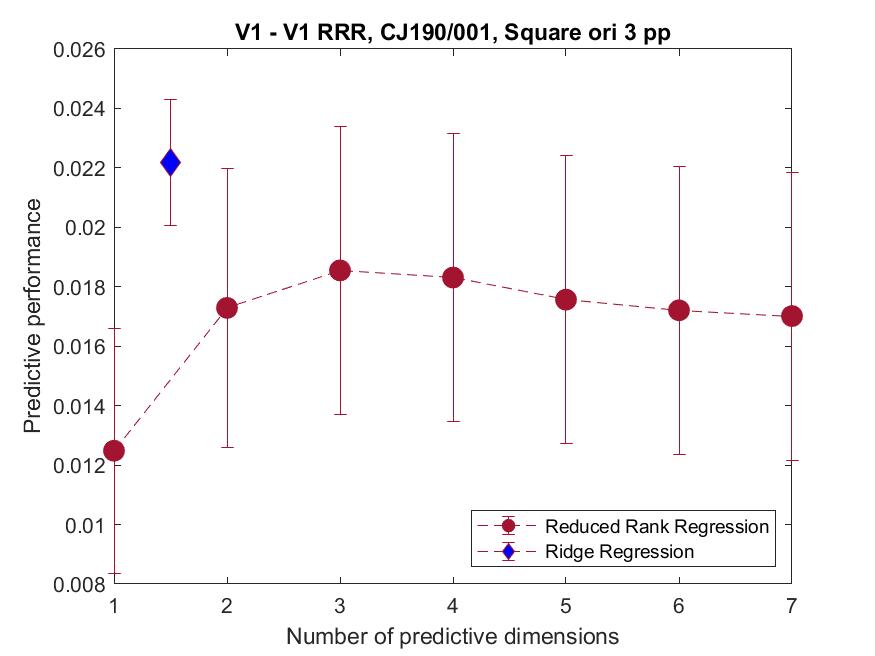 V1 - V1 RRR, CJ190/001, Square ori 3 pp
0.026
0.024
0.022
0.02
0.018
0.016
0.014
0.012
0.01
0.008
Predictive performance
Reduced Rank Regression
Ridge Regression
1 2 3 4 5 6 7
Number of predictive dimensions